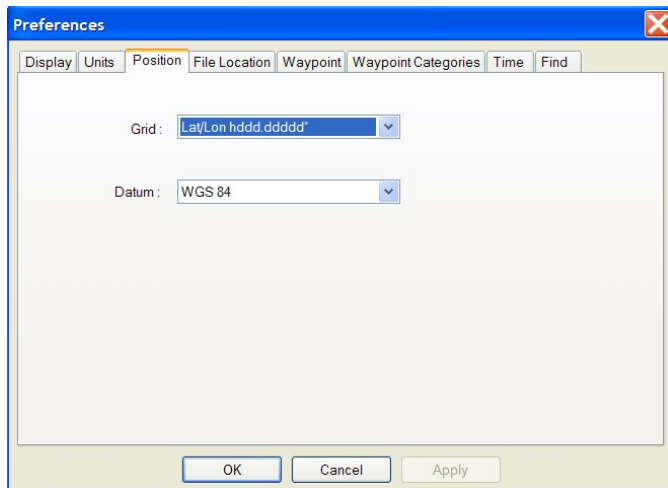 Preferences
Display Units Position File Location Waypoint Waypoint Categories Time Find
Grid : Lat/Lon hddd.ddddd°
Datum : WGS 84
OK Cancel Apply